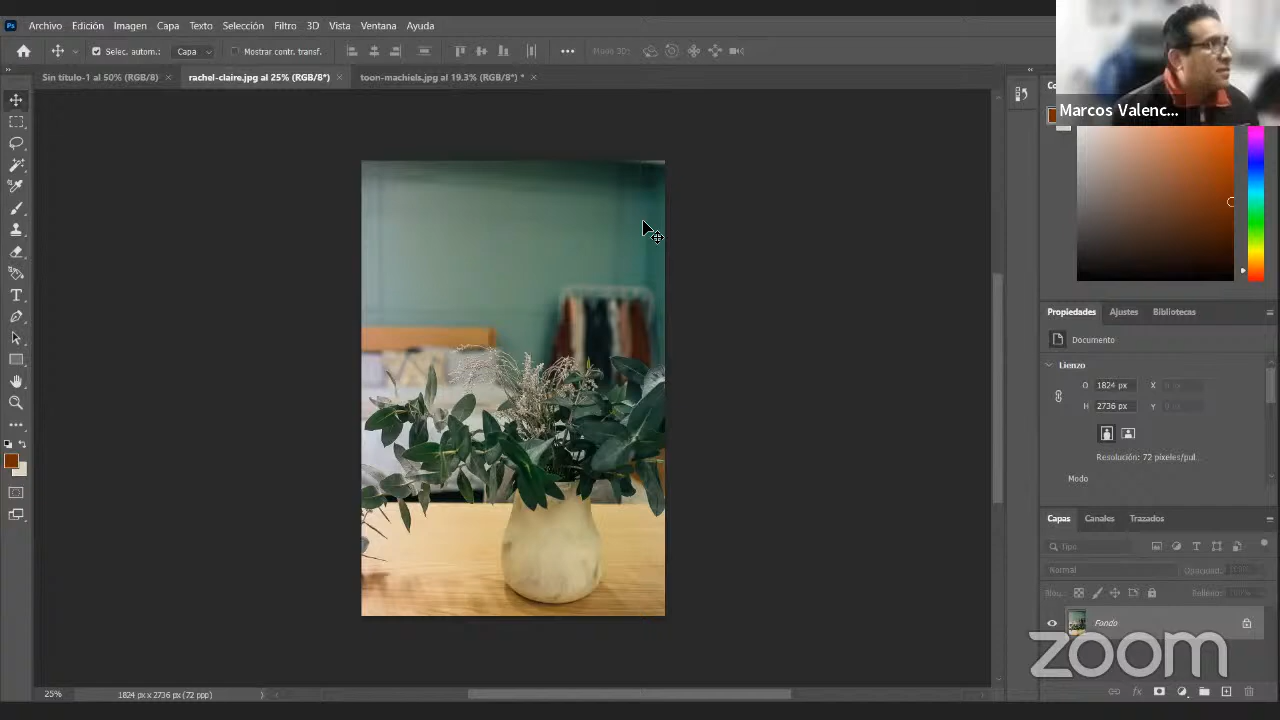 Ps Archivo Edición Imagen Capa Texto Selección Filtro 3D Vista Ventana Ayuda
Selec. autom.: Capa Mostrar contr. transf. Modo 3D:
Sin título-1 al 50% (RGB/8) rachel-claire.jpg al 25% (RGB/8*) toon-machiels.jpg al 19.3% (RGB/8*) *
Marcos Valenc...
Propiedades Ajustes Bibliotecas
Documento
Lienzo
O 1824 px X
H 2736 px Y
Resolución: 72 píxeles/pul...
Modo
Capas Canales Trazados
Tipo
Normal Opacidad:
Bloq.: Relleno:
Fondo
zoom
25% 1824 px x 2736 px (72 ppp)